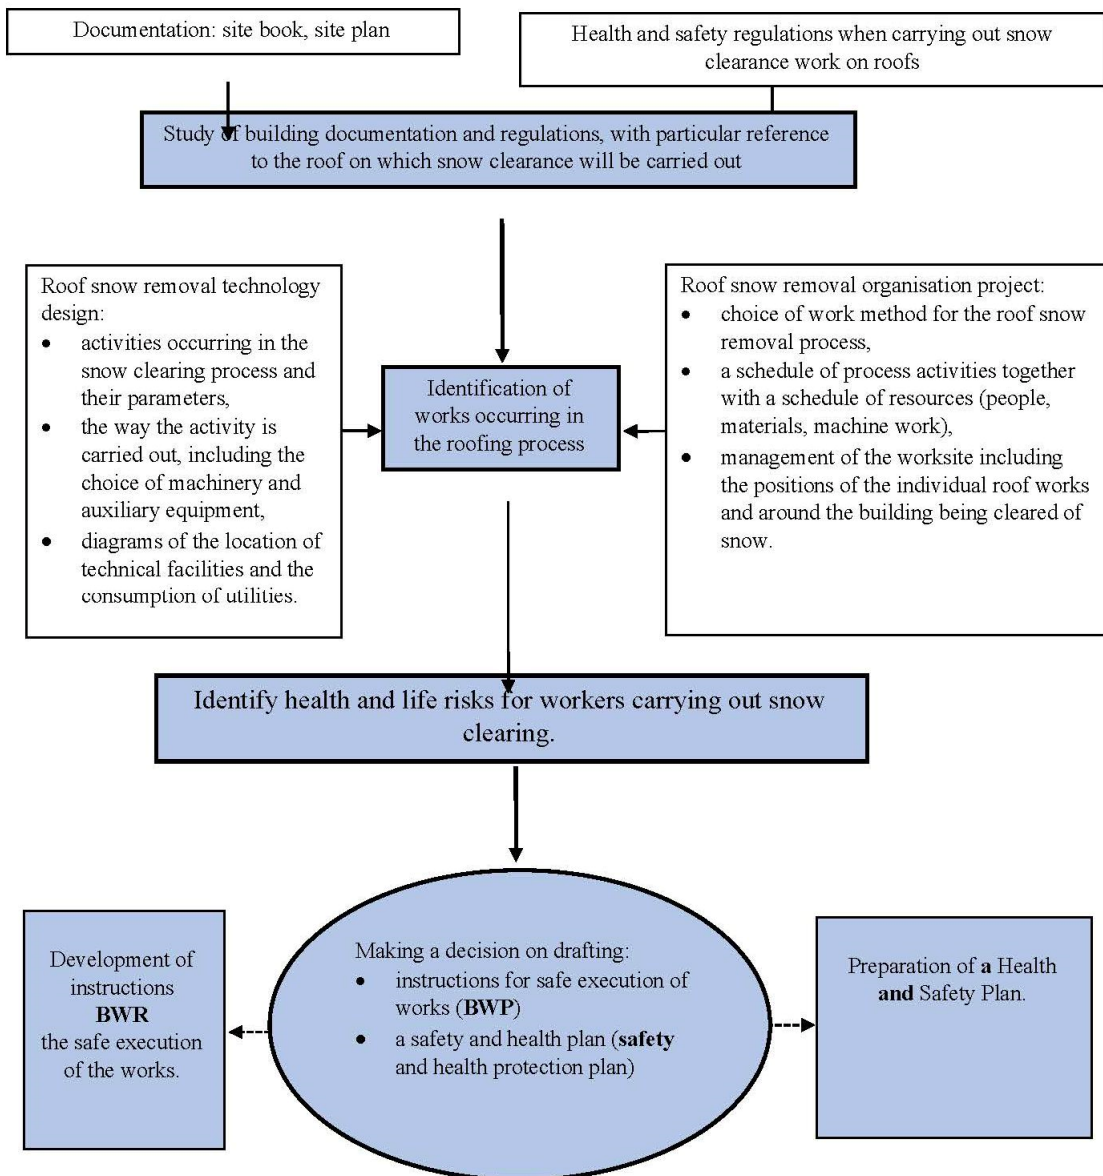 Documentation: site book, site plan
Health and safety regulations when carrying out snow
clearance work on roofs
Study of building documentation and regulations, with particular reference
to the roof on which snow clearance will be carried out
Roof snow removal technology
design:
• activities occurring in the
snow clearing process and
their parameters,
• the way the activity is
carried out, including the
choice of machinery and
auxiliary equipment,
• diagrams of the location of
technical facilities and the
consumption of utilities.
Identification of
works occurring in
the roofing process
Roof snow removal organisation project:
• choice of work method for the roof snow
removal process,
• a schedule of process activities together
with a schedule of resources (people,
materials, machine work),
• management of the worksite including
the positions of the individual roof works
and around the building being cleared of
snow.
Identify health and life risks for workers carrying out snow
clearing.
Development of
instructions
BWR
the safe execution
of the works.
Making a decision on drafting:
• instructions for safe execution of
works (BWP)
• a safety and health plan (safety
and health protection plan)
Preparation of a Health
and Safety Plan.